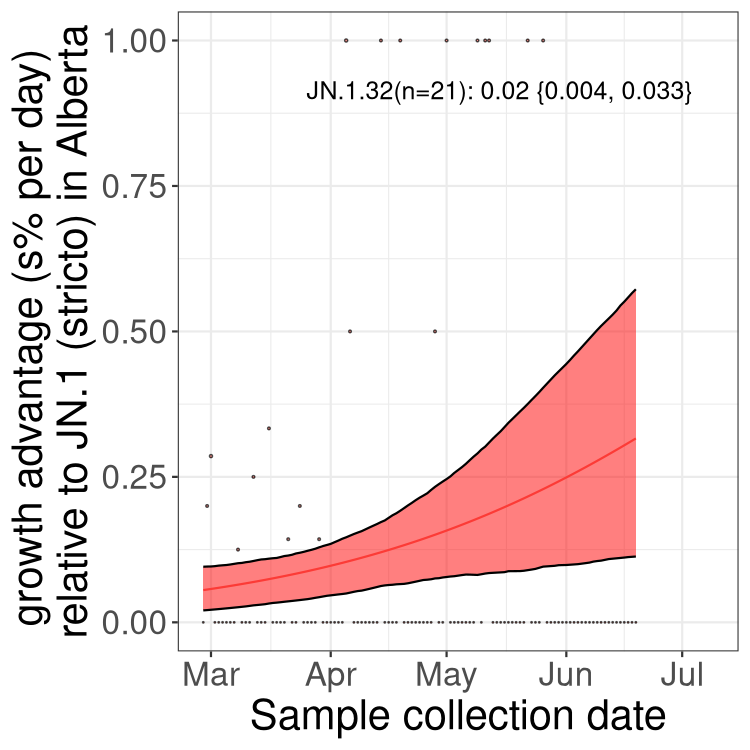 growth advantage (s% per day)
relative to JN.1 (stricto) in Alberta
1.00
0.75
0.50
0.25
0.00
JN.1.32(n=21): 0.02 {0.004, 0.033}
Mar Apr May Jun Jul
Sample collection date